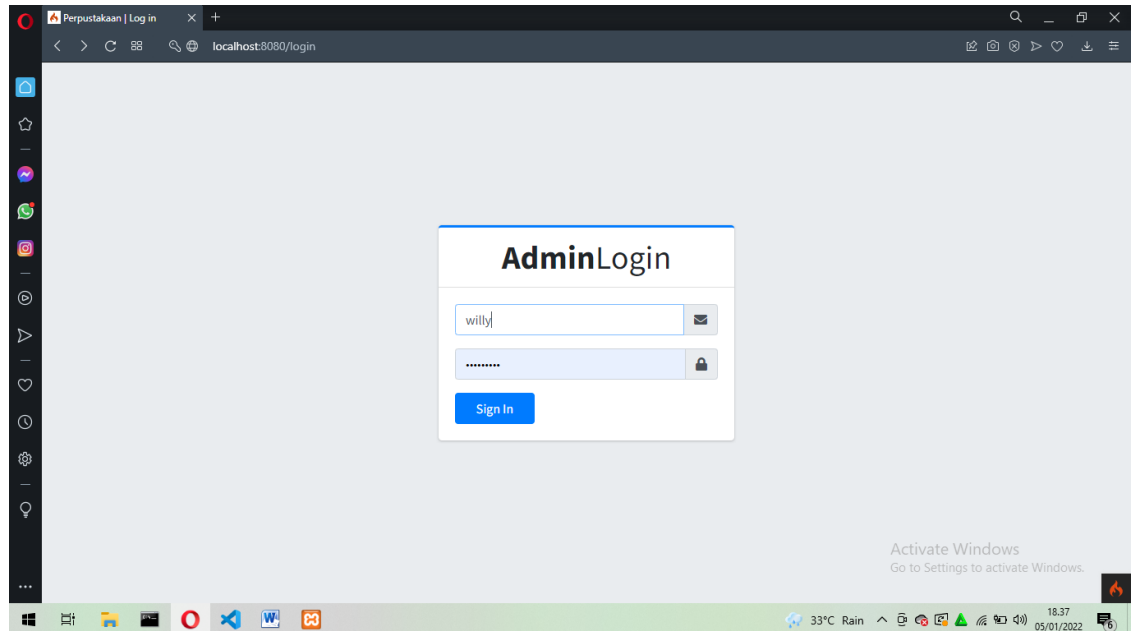 Perpustakaan | Log in
localhost:8080/login
AdminLogin
willy
•••••••••
Sign In
Activate Windows
Go to Settings to activate Windows.
W
33°C Rain
18.37
05/01/2022
6